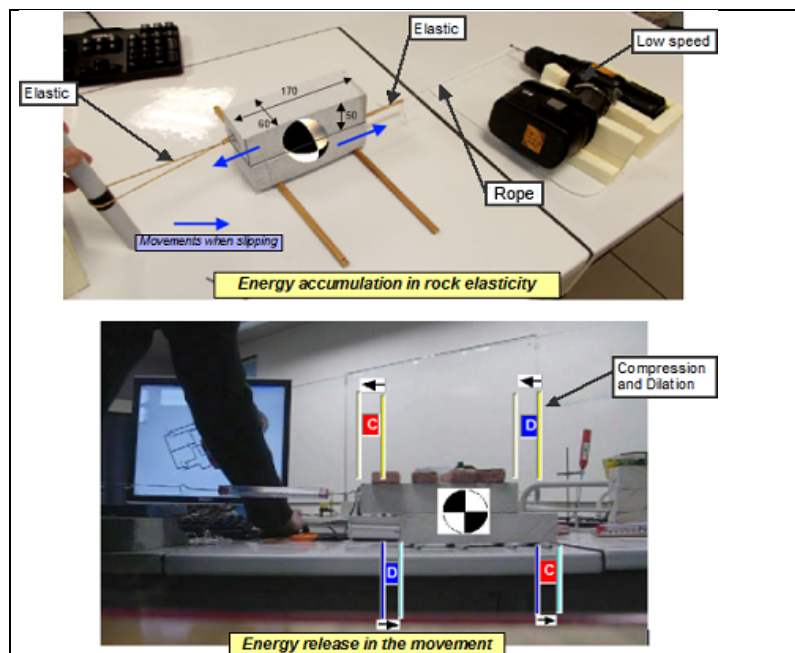 Elastic
Low speed
Elastic
170
60
50
Rope
Movements when slipping
Energy accumulation in rock elasticity
Compression
and Dilation
C
D
D
C
Energy release in the movement